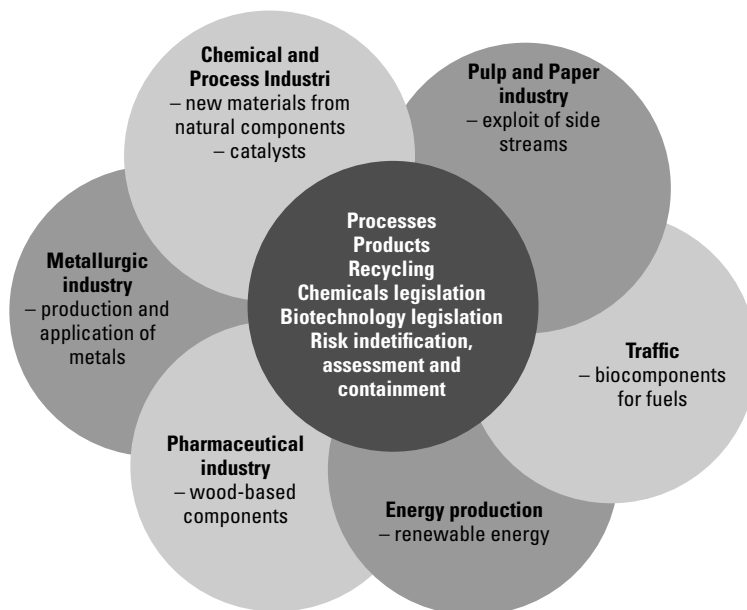 Chemical and
Process Industri
– new materials from
natural components
– catalysts
Pulp and Paper
industry
– exploit of side
streams
Processes
Products
Recycling
Chemicals legislation
Biotechnology legislation
Risk indetification,
assessment and
containment
Metallurgic
industry
– production and
application of
metals
Traffic
– biocomponents
for fuels
Pharmaceutical
industry
– wood-based
components
Energy production
– renewable energy